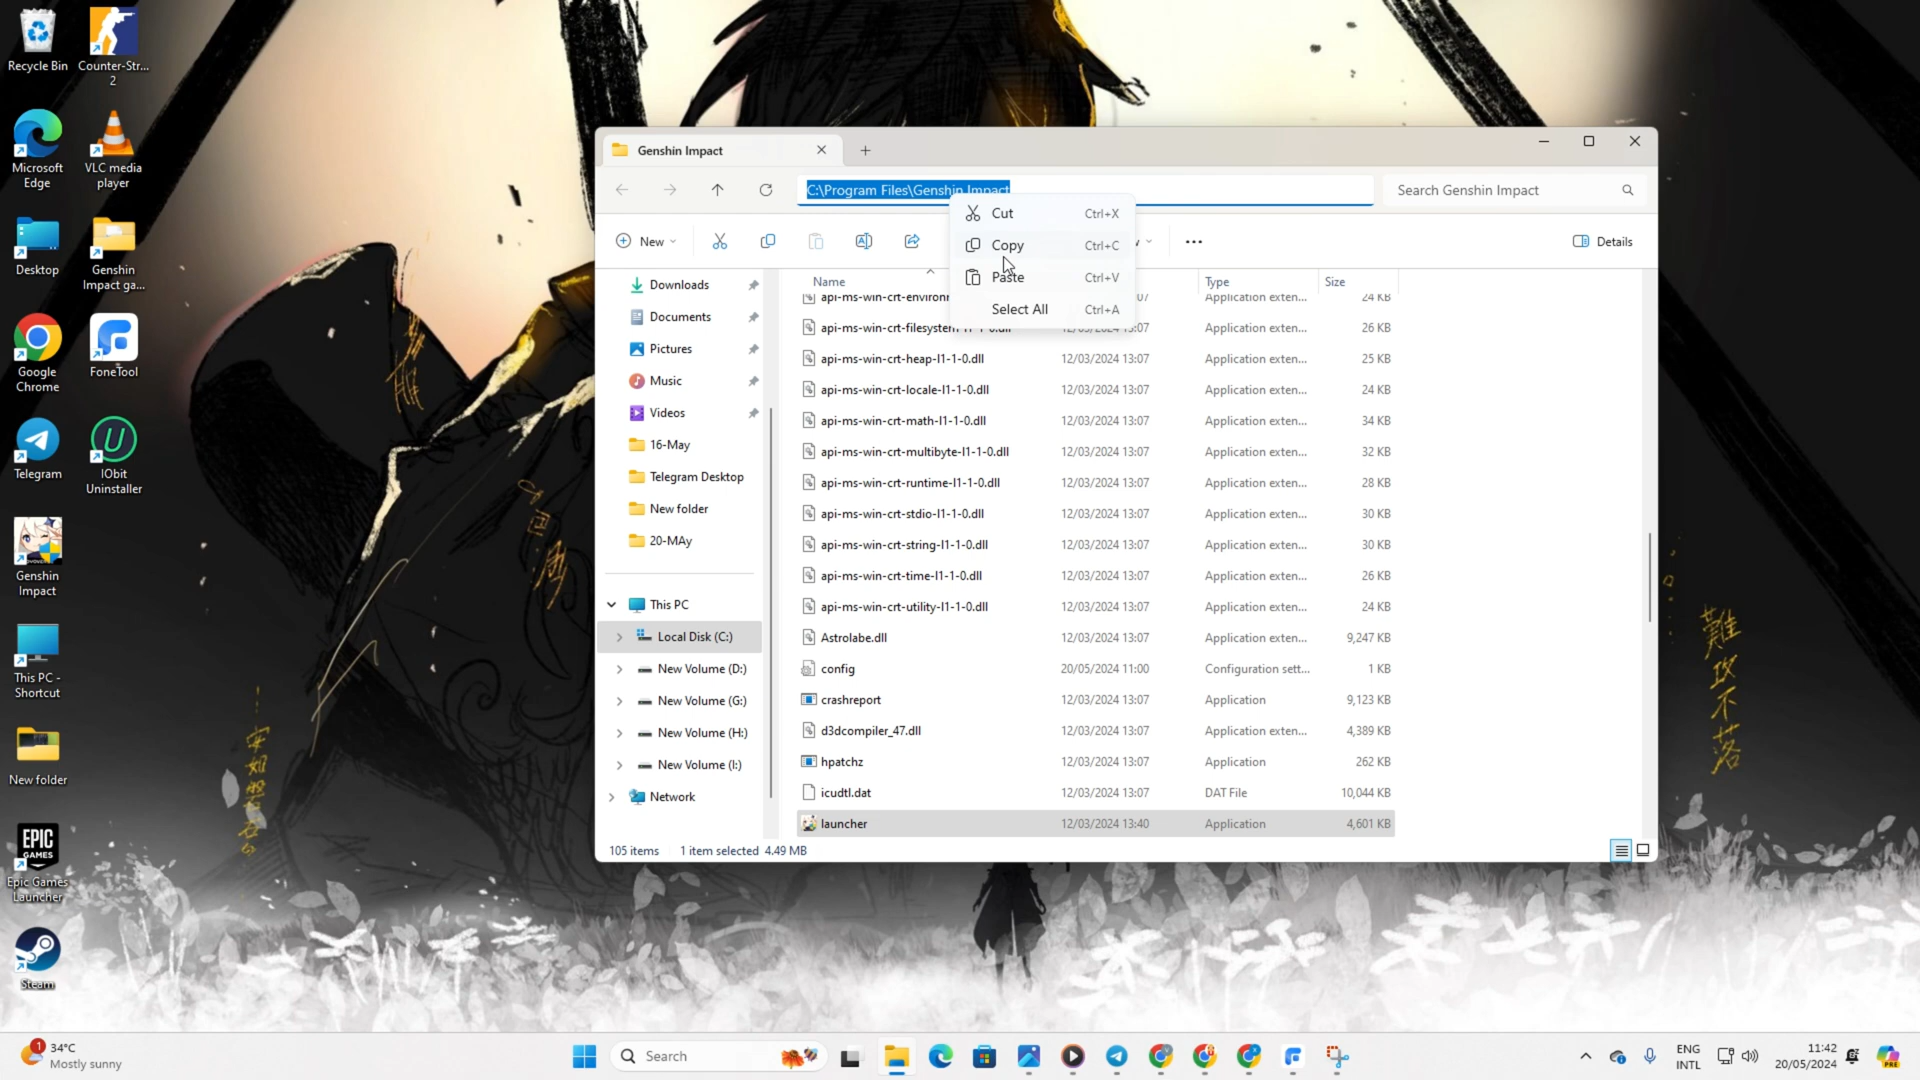 Recycle Bin
Counter-Str...
2
Microsoft
Edge
VLC media
player
Desktop
Genshin
Impact ga...
Google
Chrome
FoneTool
Telegram
IObit
Uninstaller
Genshin
Impact
This PC -
Shortcut
New folder
EPIC
GAMES
Epic Games
Launcher
Steam
Genshin Impact
C:\Program Files\Genshin Impact
Search Genshin Impact
New
Details
Cut Ctrl+X
Copy Ctrl+C
Paste Ctrl+V
Select All Ctrl+A
Downloads
Documents
Pictures
Music
Videos
16-May
Telegram Desktop
New folder
20-MAy
This PC
Local Disk (C:)
New Volume (D:)
New Volume (G:)
New Volume (H:)
New Volume (I:)
Network
Name Type Size
Application exten... 24 KB
12/03/2024 13:07 Application exten... 26 KB
api-ms-win-crt-heap-l1-1-0.dll 12/03/2024 13:07 Application exten... 25 KB
api-ms-win-crt-locale-l1-1-0.dll 12/03/2024 13:07 Application exten... 24 KB
api-ms-win-crt-math-l1-1-0.dll 12/03/2024 13:07 Application exten... 34 KB
api-ms-win-crt-multibyte-l1-1-0.dll 12/03/2024 13:07 Application exten... 32 KB
api-ms-win-crt-runtime-l1-1-0.dll 12/03/2024 13:07 Application exten... 28 KB
api-ms-win-crt-stdio-l1-1-0.dll 12/03/2024 13:07 Application exten... 30 KB
api-ms-win-crt-string-l1-1-0.dll 12/03/2024 13:07 Application exten... 30 KB
api-ms-win-crt-time-l1-1-0.dll 12/03/2024 13:07 Application exten... 26 KB
api-ms-win-crt-utility-l1-1-0.dll 12/03/2024 13:07 Application exten... 24 KB
Astrolabe.dll 12/03/2024 13:07 Application exten... 9,247 KB
config 20/05/2024 11:00 Configuration sett... 1 KB
crashreport 12/03/2024 13:07 Application 9,123 KB
d3dcompiler_47.dll 12/03/2024 13:07 Application exten... 4,389 KB
hpatchz 12/03/2024 13:07 Application 262 KB
icudtl.dat 12/03/2024 13:07 DAT File 10,044 KB
launcher 12/03/2024 13:40 Application 4,601 KB
105 items 1 item selected 4.49 MB
難攻不落
安如磐石
1
34°C
Mostly sunny
Search
ENG
INTL
11:42
20/05/2024
PRE